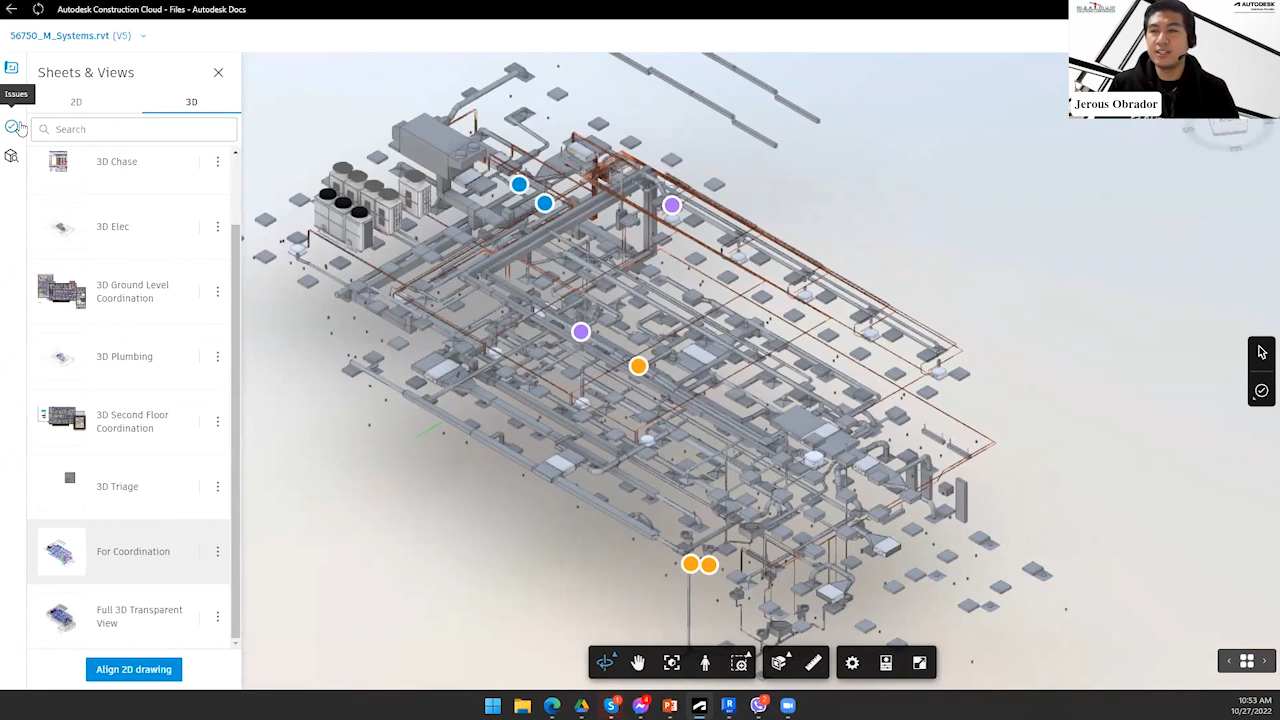 Autodesk Construction Cloud - Files - Autodesk Docs
AUTODESK
56750_M_Systems.rvt (V5)
Sheets & Views
Issues
2D
3D
Jerous Obrador
Search
3D Chase
3D Elec
3D Ground Level
Coordination
3D Plumbing
3D Second Floor
Coordination
3D Triage
For Coordination
Full 3D Transparent
View
Align 2D drawing
10:53 AM
10/27/2022